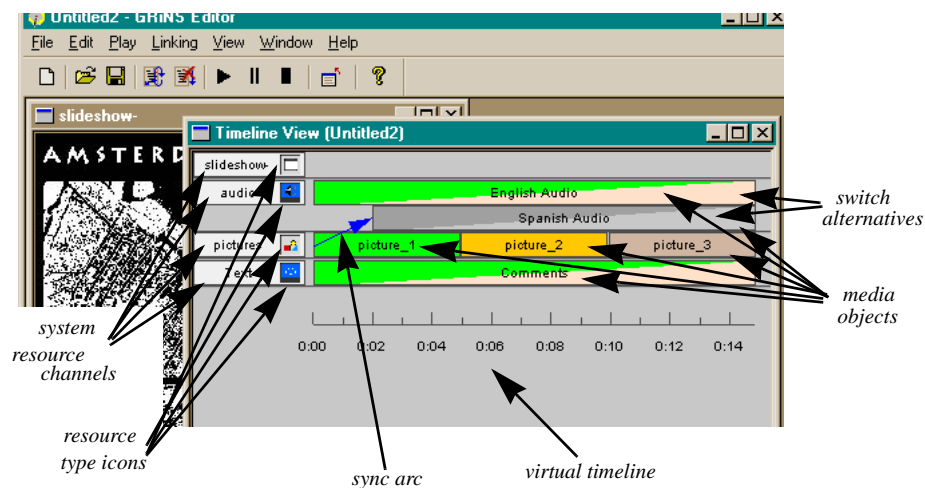 Untitled2 - GRiNS Editor
File Edit Play Linking View Window Help
slideshow-
AMSTERD
Timeline View (Untitled2)
slideshow-
audio
English Audio
Spanish Audio
pictures
picture_1
picture_2
picture_3
Text
Comments
0:00 0:02 0:04 0:06 0:08 0:10 0:12 0:14
switch
alternatives
media
objects
system
resource
channels
resource
type icons
sync arc
virtual timeline